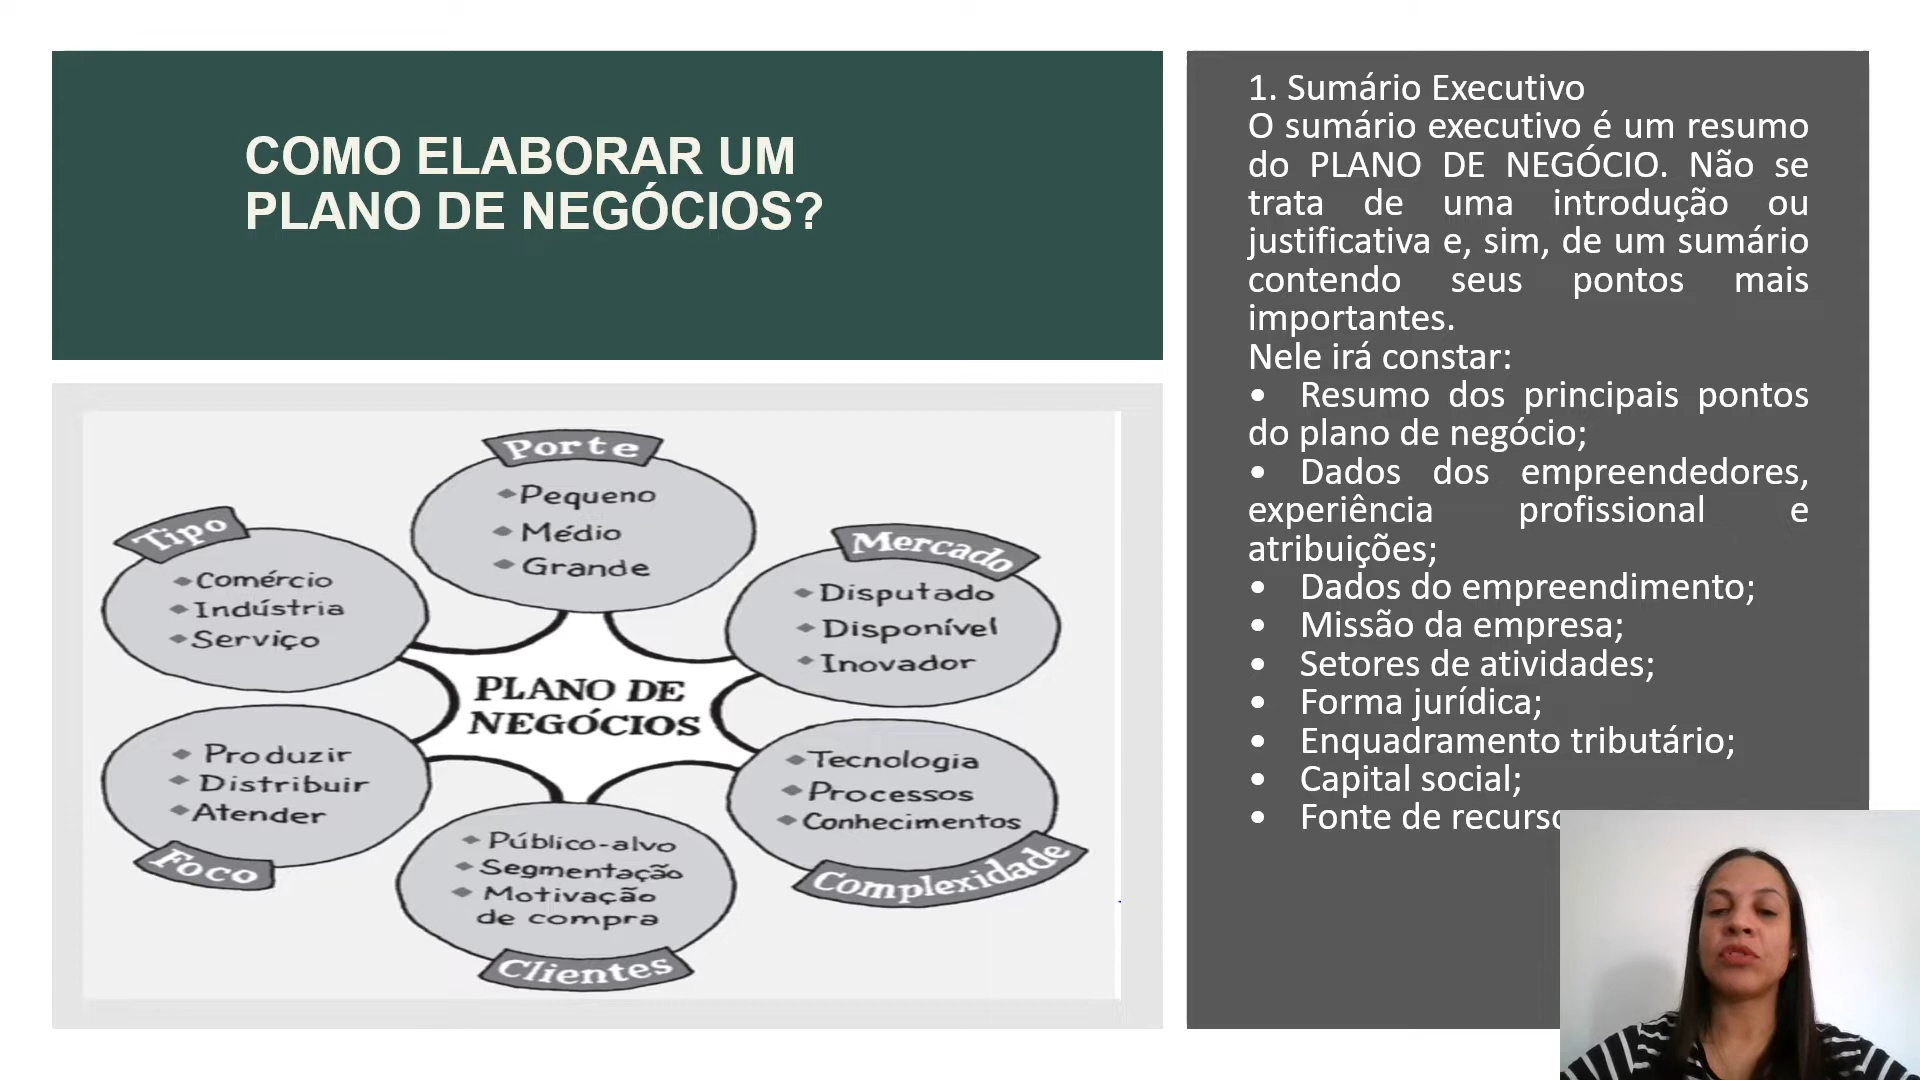 COMO ELABORAR UM
PLANO DE NEGÓCIOS?
Porte
Pequeno
Médio
Grande
Tipo
Comércio
Indústria
Serviço
Mercado
Disputado
Disponível
Inovador
PLANO DE
NEGÓCIOS
Produzir
Distribuir
Atender
Foco
Tecnologia
Processos
Conhecimentos
Complexidade
Público-alvo
Segmentação
Motivação
de compra
Clientes
1. Sumário Executivo
O sumário executivo é um resumo
do PLANO DE NEGÓCIO. Não se
trata de uma introdução ou
justificativa e, sim, de um sumário
contendo seus pontos mais
importantes.
Nele irá constar:
• Resumo dos principais pontos
do plano de negócio;
• Dados dos empreendedores,
experiência profissional e
atribuições;
• Dados do empreendimento;
• Missão da empresa;
• Setores de atividades;
• Forma jurídica;
• Enquadramento tributário;
• Capital social;
• Fonte de